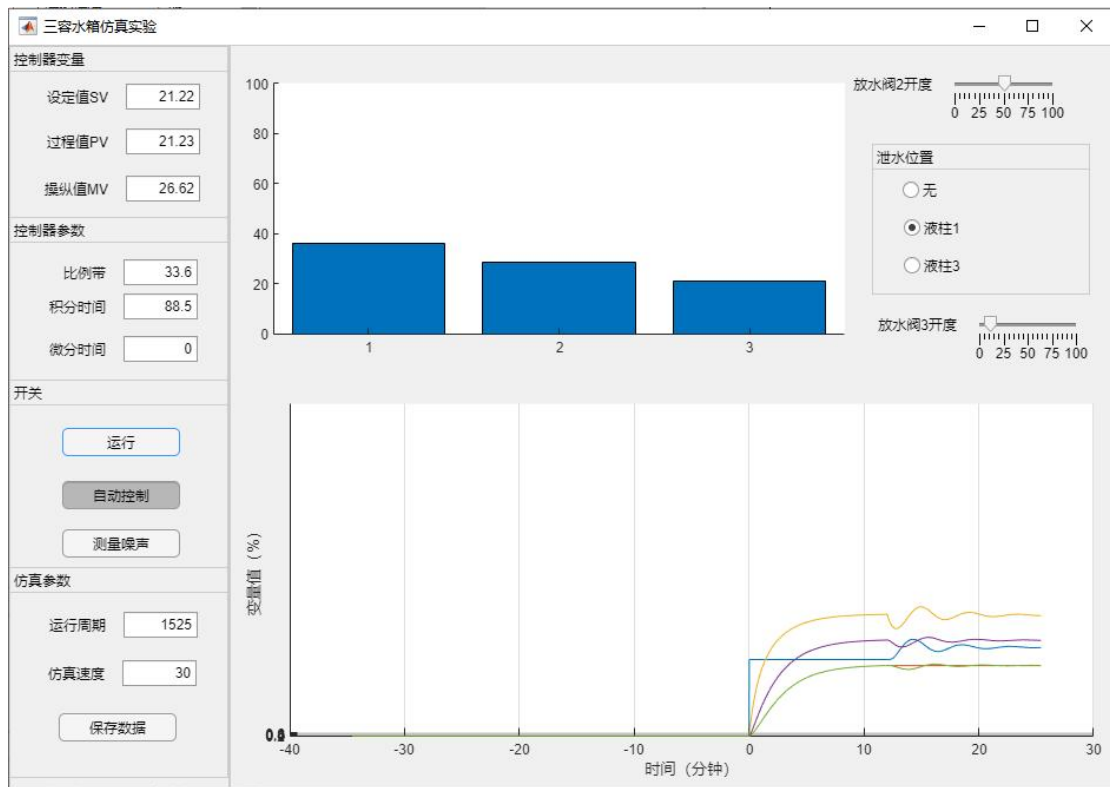 三容水箱仿真实验
控制器变量
设定值SV 21.22
过程值PV 21.23
操纵值MV 26.62
控制器参数
比例带 33.6
积分时间 88.5
微分时间 0
开关
运行
自动控制
测量噪声
仿真参数
运行周期 1525
仿真速度 30
保存数据
100
80
60
40
20
0
1 2 3
放水阀2开度
0 25 50 75 100
泄水位置
无
液柱1
液柱3
放水阀3开度
0 25 50 75 100
变量值（%）
-40 -30 -20 -10 0 10 20 30
时间（分钟）